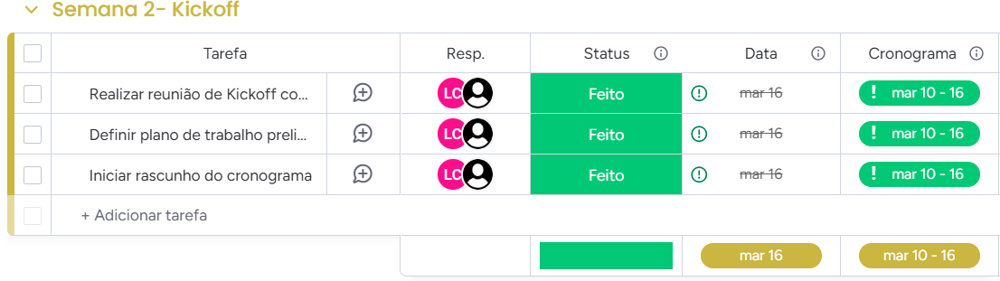 Semana 2- Kickoff
Tarefa Resp. Status Data Cronograma
Realizar reunião de Kickoff co... LC Feito mar 16 mar 10 - 16
Definir plano de trabalho preli... LC Feito mar 16 mar 10 - 16
Iniciar rascunho do cronograma LC Feito mar 16 mar 10 - 16
+ Adicionar tarefa
mar 16 mar 10 - 16